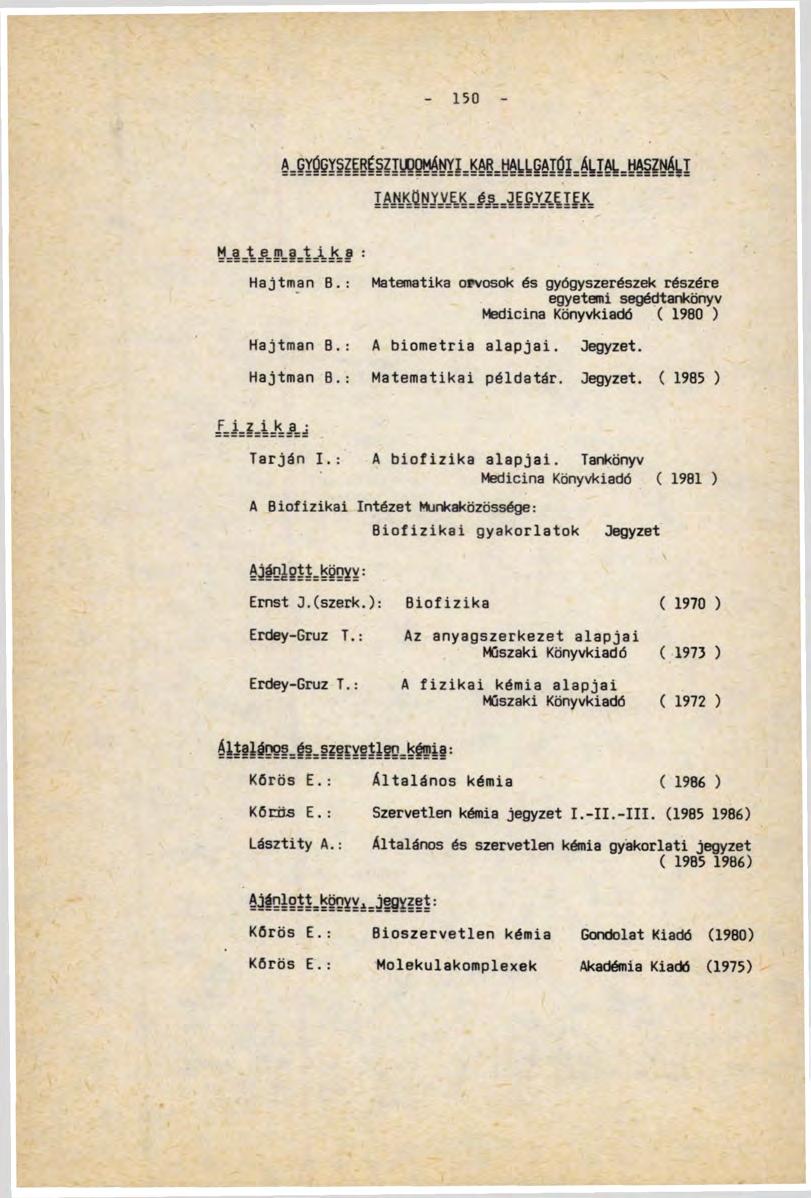 - 150 -
A GYÓGYSZERÉSZTUDOMÁNYI KAR HALLGATÓI ÁLTAL HASZNÁLT
TANKÖNYVEK és JEGYZETEK
Matematika :
Hajtman B.: Matematika orvosok és gyógyszerészek részére
egyetemi segédtankönyv
Medicina Könyvkiadó ( 1980 )
Hajtman B.: A biometria alapjai. Jegyzet.
Hajtman B.: Matematikai példatár. Jegyzet. ( 1985 )
Fizika:
Tarján I.: A biofizika alapjai. Tankönyv
Medicina Könyvkiadó ( 1981 )
A Biofizikai Intézet Munkaközössége:
Biofizikai gyakorlatok Jegyzet
Ajánlott könyv:
Ernst J.(szerk.): Biofizika ( 1970 )
Erdey-Gruz T.: Az anyagszerkezet alapjai
Műszaki Könyvkiadó ( 1973 )
Erdey-Gruz T.: A fizikai kémia alapjai
Műszaki Könyvkiadó ( 1972 )
Általános és szervetlen kémia:
Kőrös E.: Általános kémia ( 1986 )
Kőrös E.: Szervetlen kémia jegyzet I.-II.-III. (1985 1986)
Lásztity A.: Általános és szervetlen kémia gyakorlati jegyzet
( 1985 1986)
Ajánlott könyv, jegyzet:
Kőrös E.: Bioszervetlen kémia Gondolat Kiadó (1980)
Kőrös E.: Molekulakomplexek Akadémia Kiadó (1975)